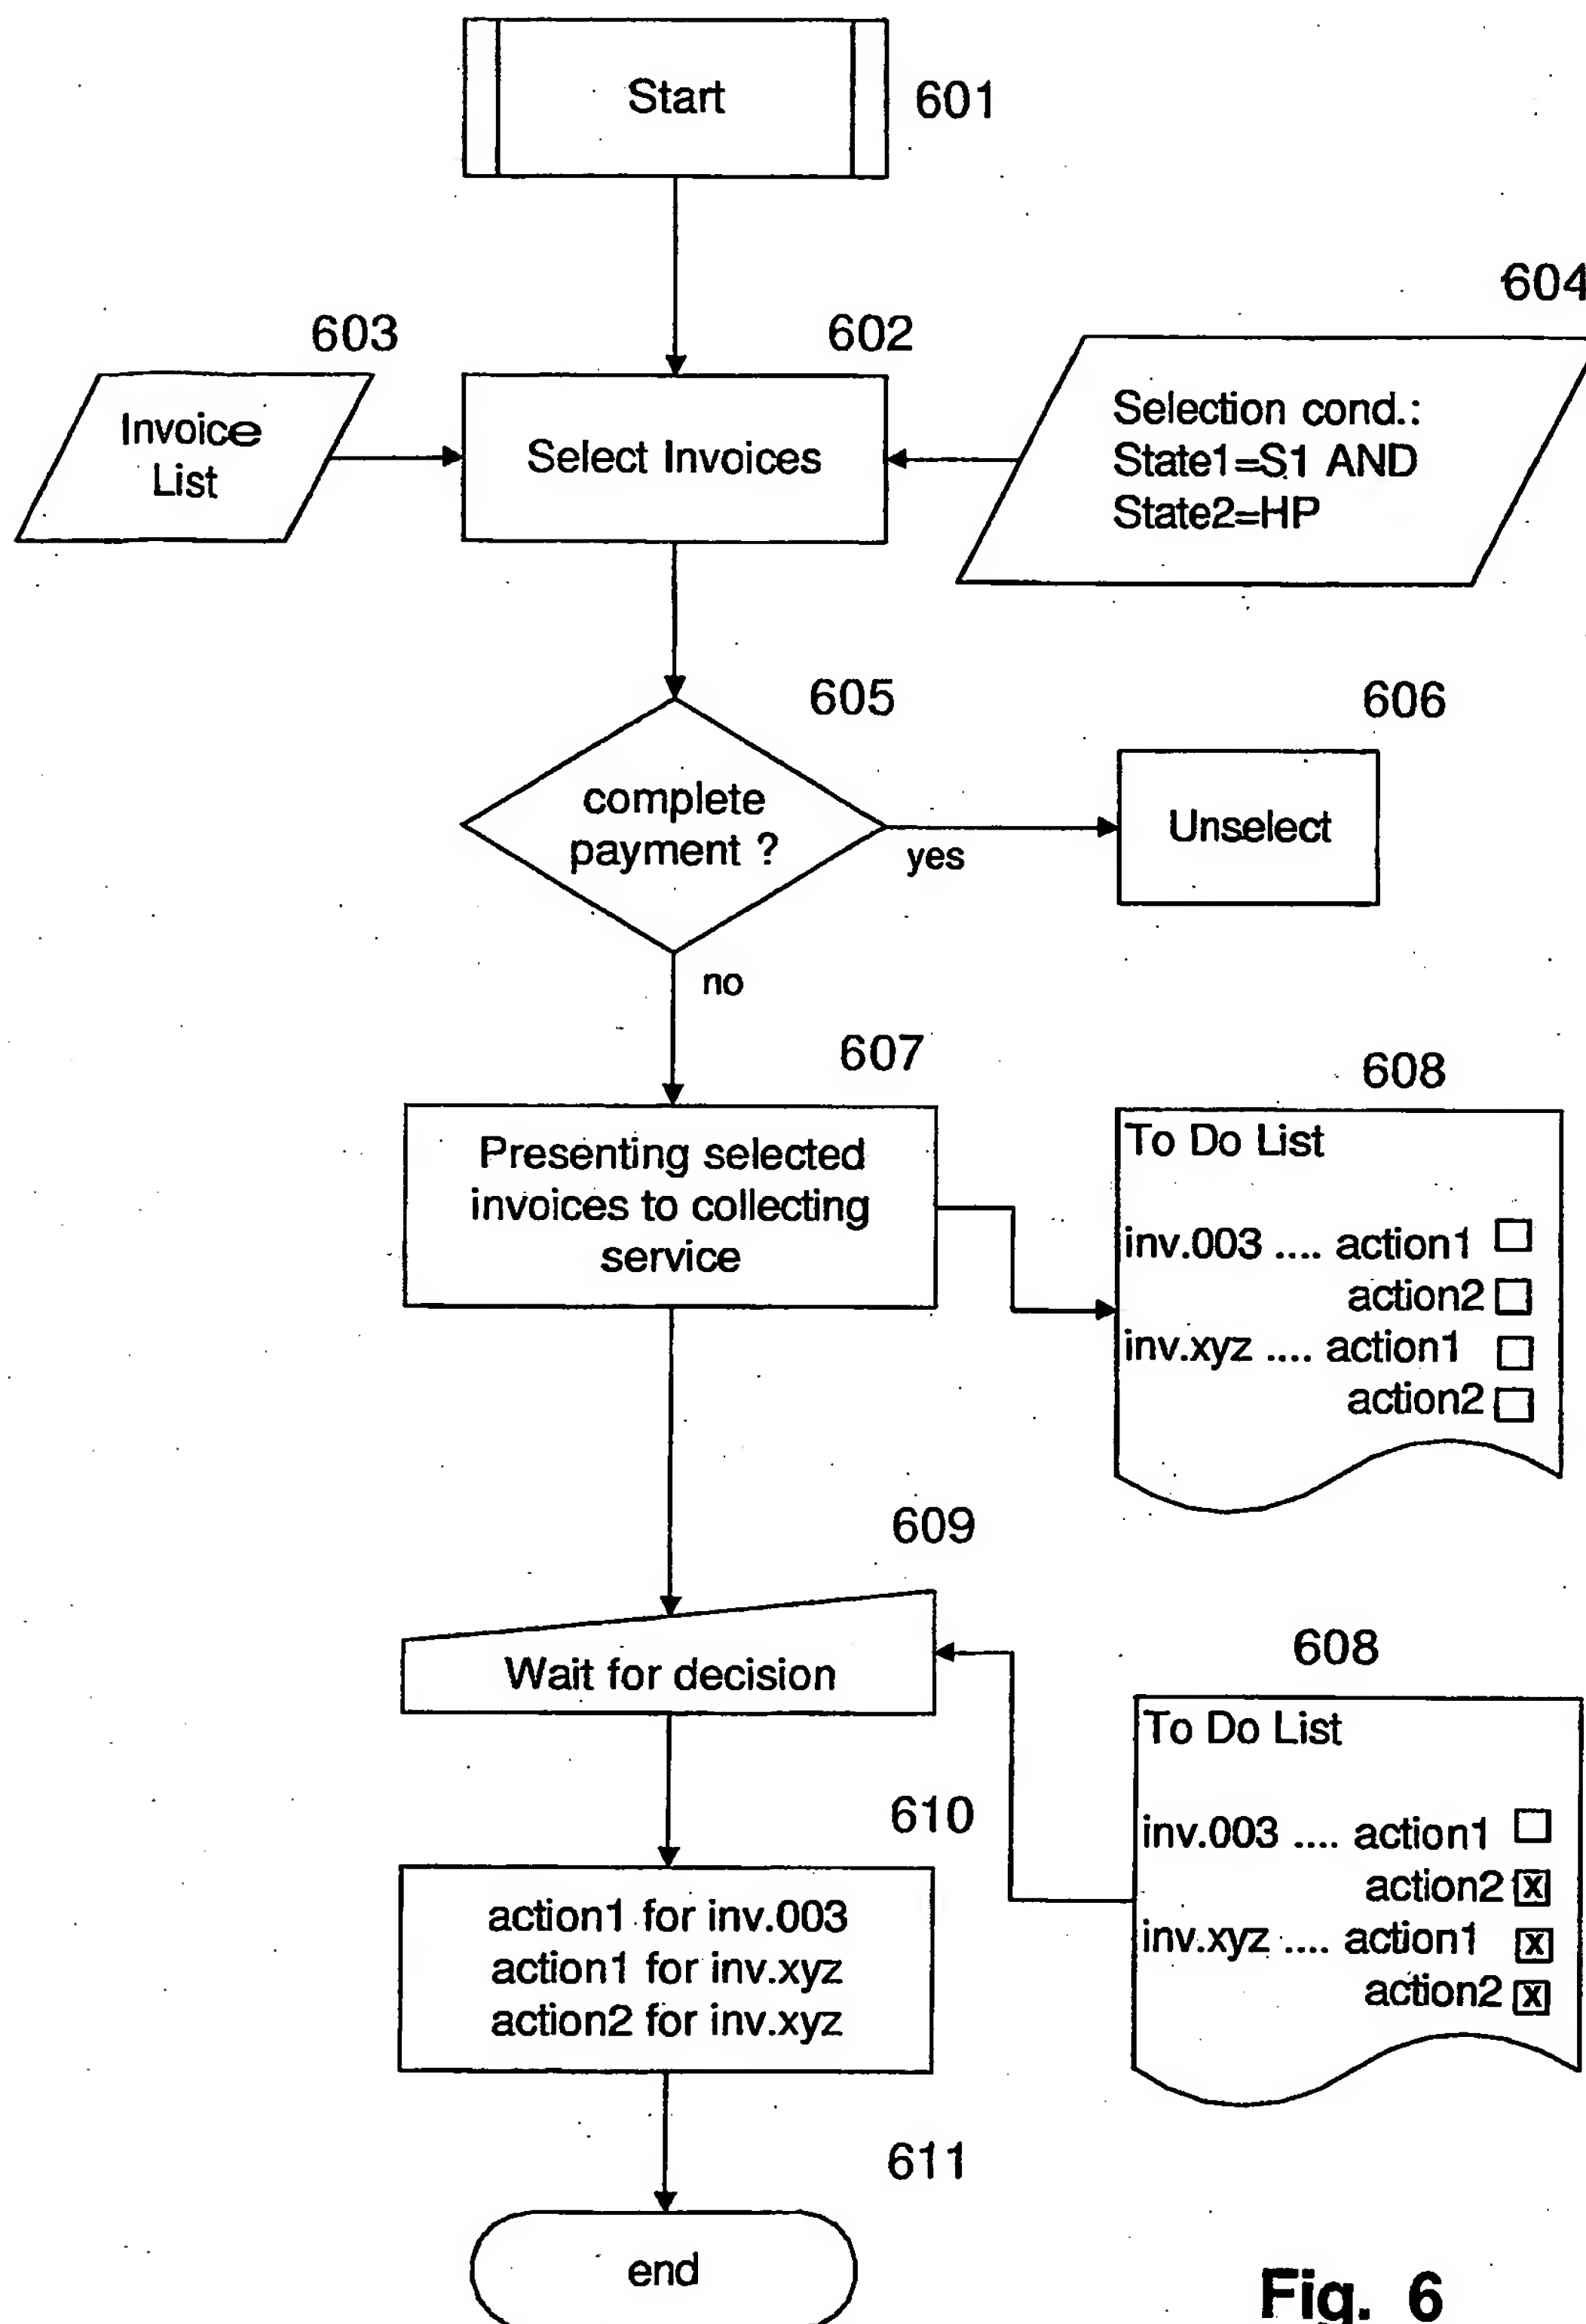 Start
601
604
603
602
Invoice
List
Select Invoices
Selection cond.:
State1=S1 AND
State2=HP
605
606
complete
payment ?
yes
Unselect
no
607
608
Presenting selected
invoices to collecting
service
To Do List
inv.003 .... action1
action2
inv.xyz .... action1
action2
609
Wait for decision
608
To Do List
inv.003 .... action1
action2 X
inv.xyz .... action1 X
action2 X
610
action1 for inv.003
action1 for inv.xyz
action2 for inv.xyz
611
end
Fig. 6